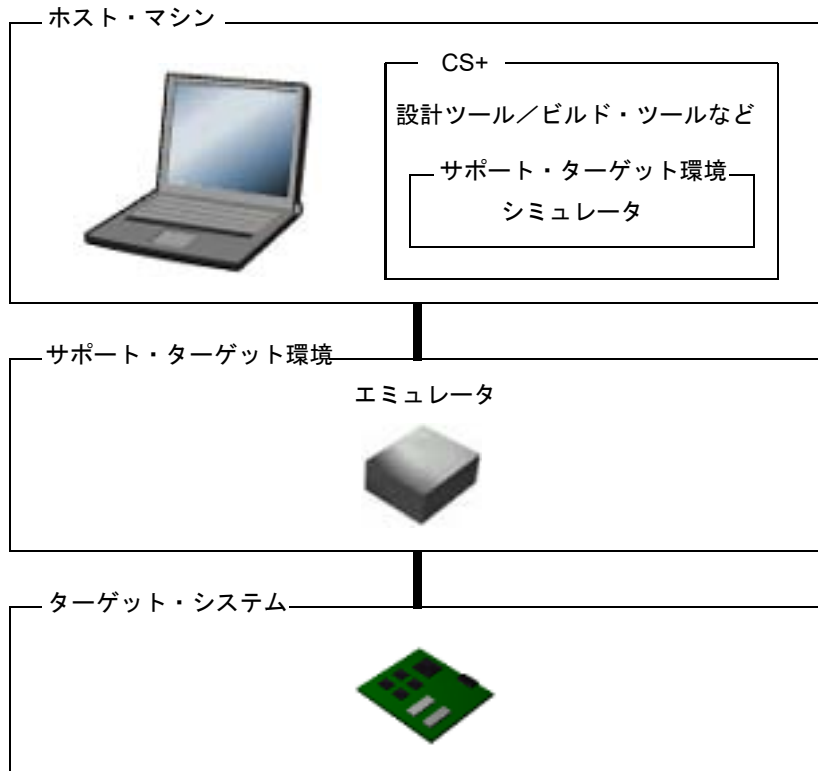 ホスト・マシン
CS+
設計ツール／ビルド・ツールなど
サポート・ターゲット環境
シミュレータ
サポート・ターゲット環境
エミュレータ
ターゲット・システム